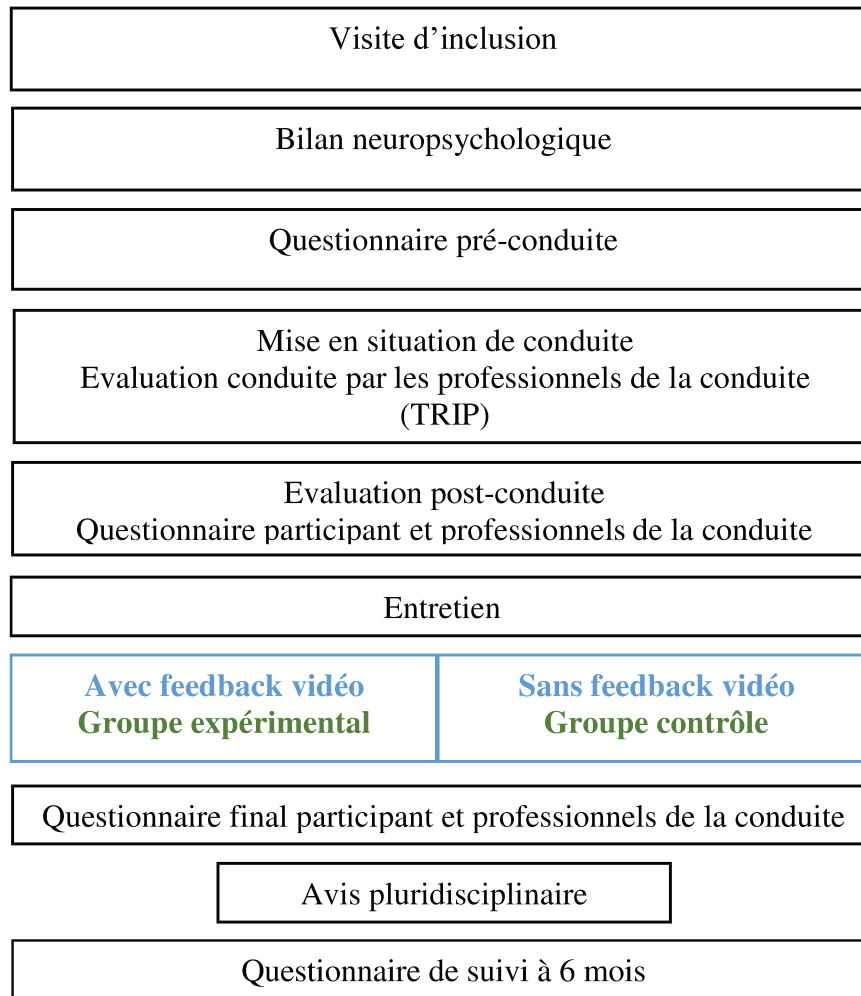 Visite d’inclusion
Bilan neuropsychologique
Questionnaire pré-conduite
Mise en situation de conduite
Evaluation conduite par les professionnels de la conduite
(TRIP)
Evaluation post-conduite
Questionnaire participant et professionnels de la conduite
Entretien
Avec feedback vidéo
Groupe expérimental
Sans feedback vidéo
Groupe contrôle
Questionnaire final participant et professionnels de la conduite
Avis pluridisciplinaire
Questionnaire de suivi à 6 mois